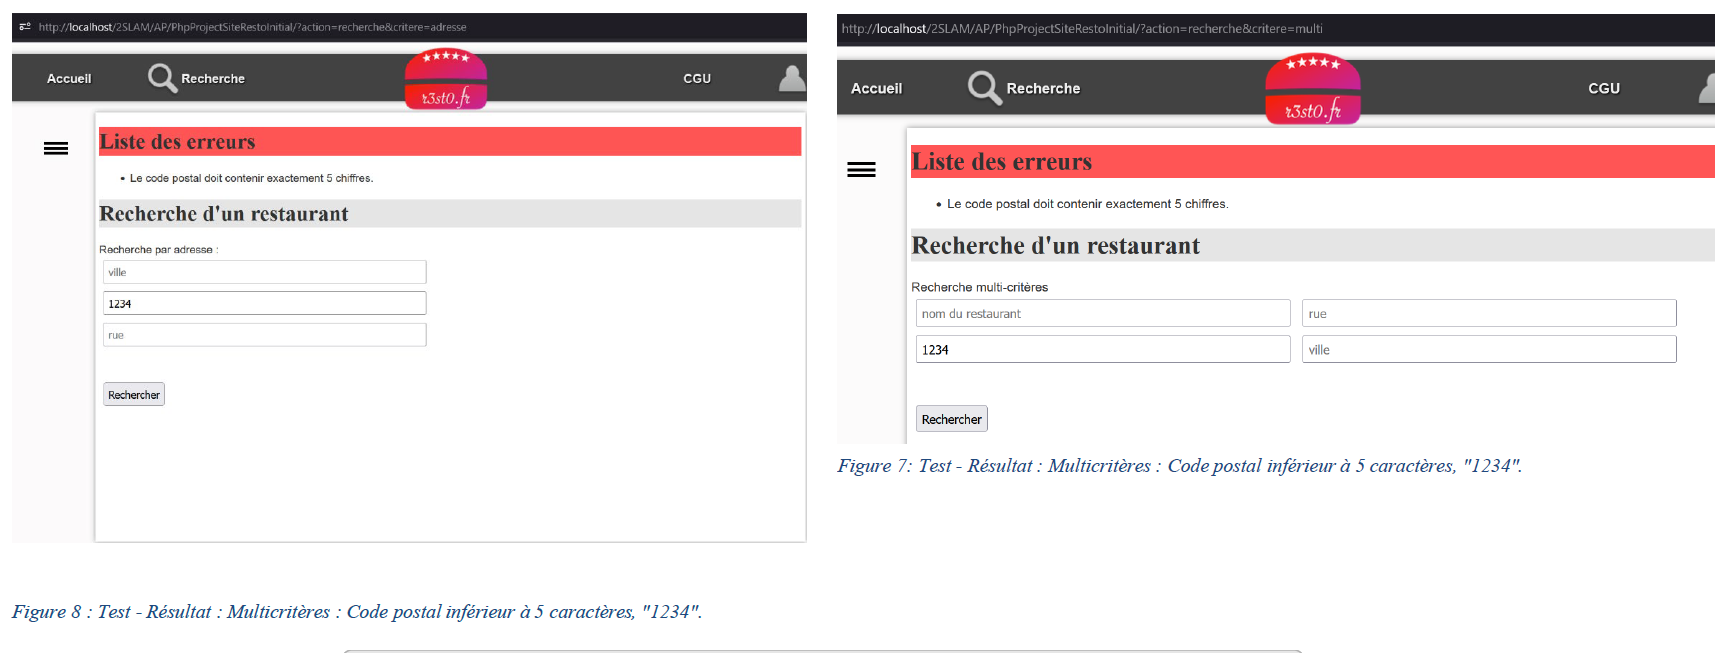 http://localhost/2SLAM/AP/PhpProjectSiteRestoInitial/?action=recherche&critere=adresse
Accueil
Recherche
r3st0.fr
CGU
Liste des erreurs
• Le code postal doit contenir exactement 5 chiffres.
Recherche d'un restaurant
Recherche par adresse :
ville
1234
rue
Rechercher
http://localhost/2SLAM/AP/PhpProjectSiteRestoInitial/?action=recherche&critere=multi
Accueil
Recherche
r3st0.fr
CGU
Liste des erreurs
• Le code postal doit contenir exactement 5 chiffres.
Recherche d'un restaurant
Recherche multi-critères
nom du restaurant
rue
1234
ville
Rechercher
Figure 7: Test - Résultat : Multicritères : Code postal inférieur à 5 caractères, "1234".
Figure 8 : Test - Résultat : Multicritères : Code postal inférieur à 5 caractères, "1234".